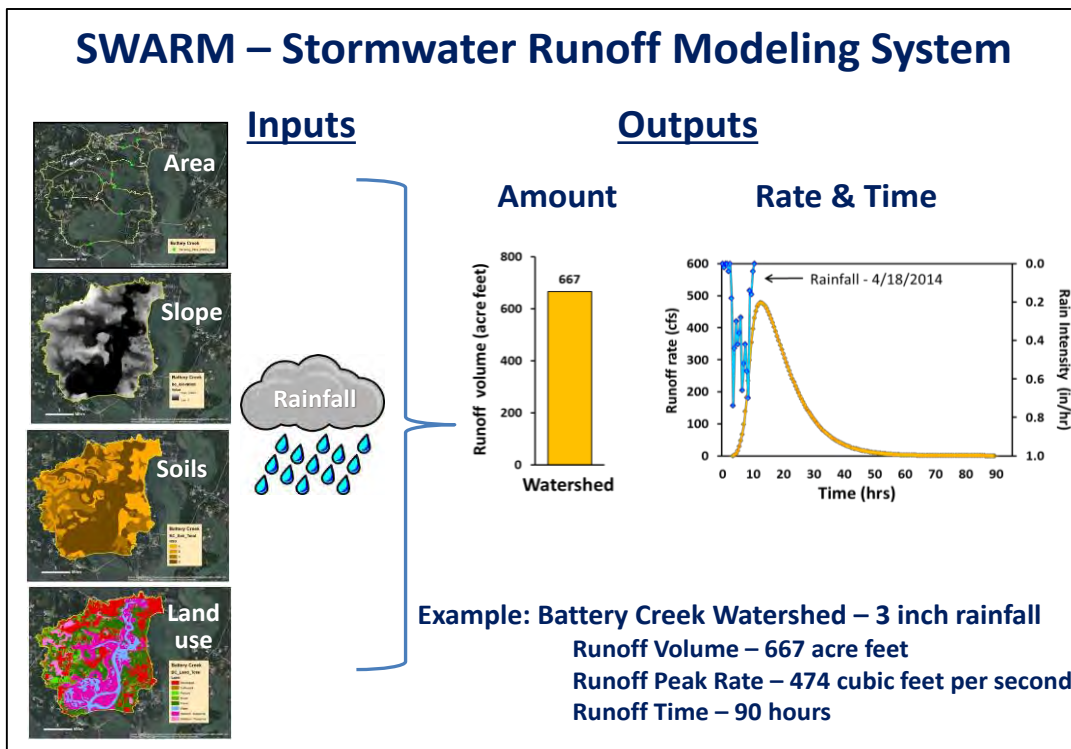 SWARM – Stormwater Runoff Modeling System
Inputs
Outputs
Area
Battery Creek
Slope
Battery Creek
Soils
Battery Creek
Land
use
Battery Creek
Rainfall
Amount
Runoff volume (acre feet)
800
600
400
200
0
667
Watershed
Rate & Time
Runoff rate (cfs)
600
500
400
300
200
100
0
Rainfall - 4/18/2014
0.0
0.2
0.4
0.6
0.8
1.0
Rain Intensity (in/hr)
0 10 20 30 40 50 60 70 80 90
Time (hrs)
Example: Battery Creek Watershed – 3 inch rainfall
Runoff Volume – 667 acre feet
Runoff Peak Rate – 474 cubic feet per second
Runoff Time – 90 hours